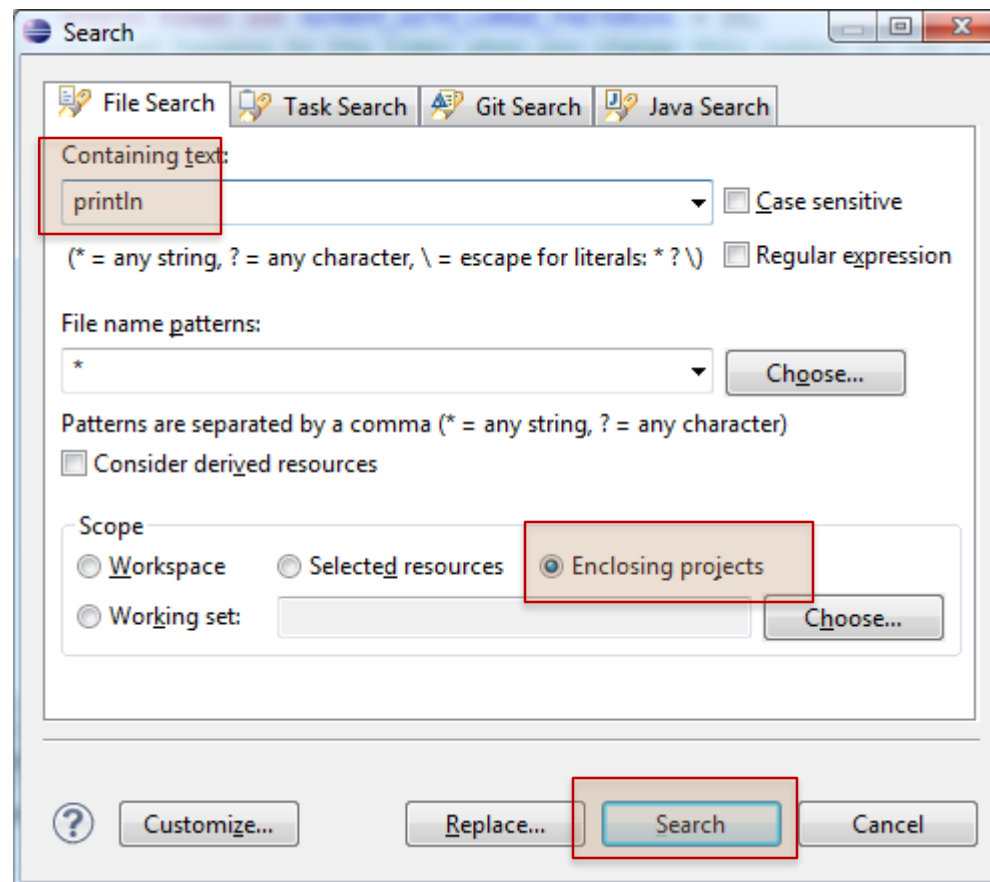 Search
File Search Task Search Git Search Java Search
Containing text:
println Case sensitive
(* = any string, ? = any character, \ = escape for literals: * ? \) Regular expression
File name patterns:
* Choose...
Patterns are separated by a comma (* = any string, ? = any character)
Consider derived resources
Scope
Workspace Selected resources Enclosing projects
Working set: Choose...
? Customize... Replace... Search Cancel